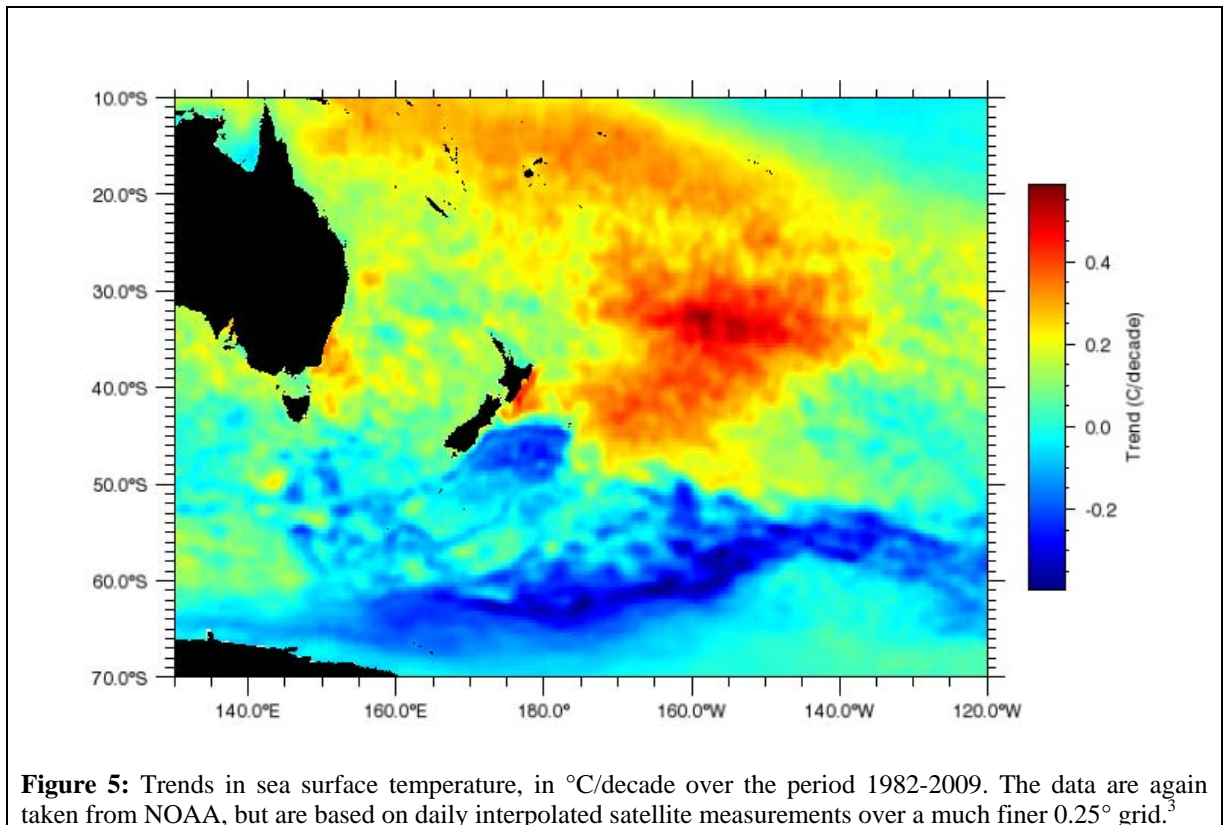 10.0°S
20.0°S
30.0°S
40.0°S
50.0°S
60.0°S
70.0°S
140.0°E 160.0°E 180.0° 160.0°W 140.0°W 120.0°W
0.4
0.2
0.0
-0.2
Trend (C/decade)
Figure 5: Trends in sea surface temperature, in °C/decade over the period 1982-2009. The data are again
taken from NOAA, but are based on daily interpolated satellite measurements over a much finer 0.25° grid.3